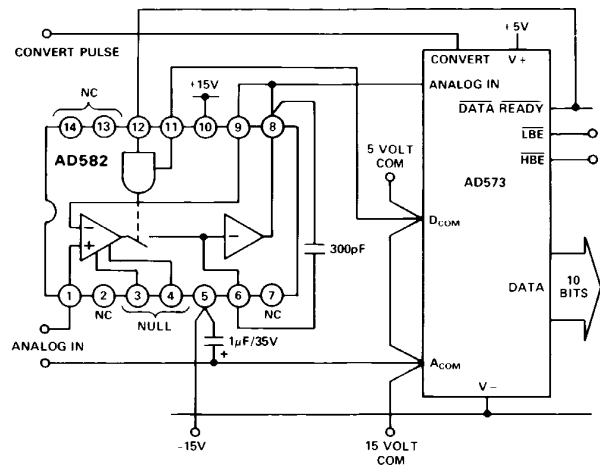 CONVERT PULSE
+5V
CONVERT
V +
ANALOG IN
+15V
NC
14 13 12 11 10 9 8
DATA READY
LBE
HBE
AD582
5 VOLT
COM
AD573
DCOM
300pF
1 2 3 4 5 6 7
NC
NULL
NC
DATA
10
BITS
ANALOG IN
1µF/35V
+
ACOM
V –
-15V
15 VOLT
COM